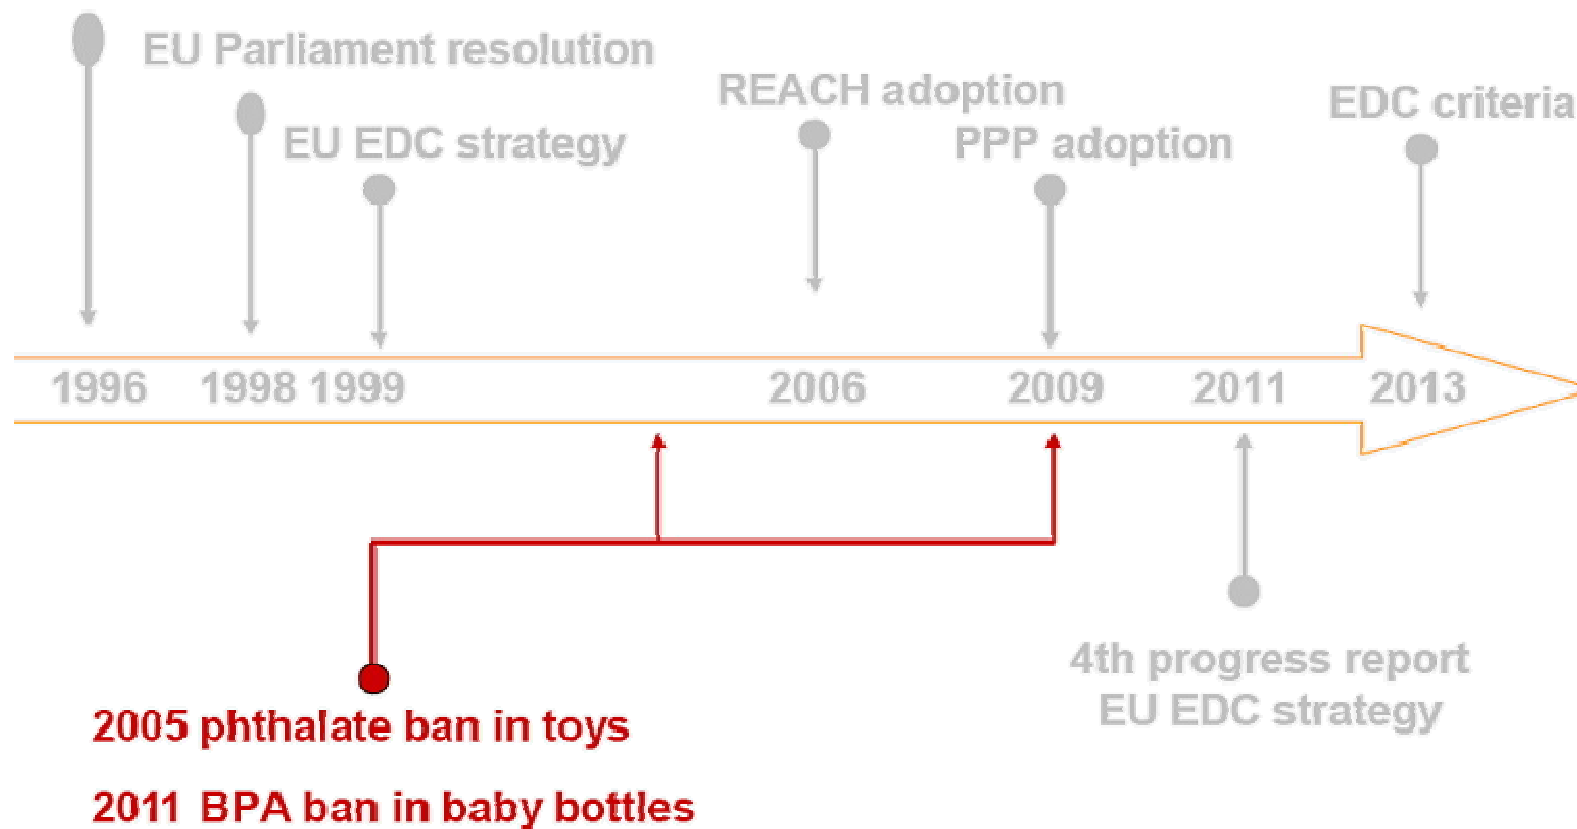 EU Parliament resolution
EU EDC strategy
REACH adoption
PPP adoption
EDC criteria
1996 1998 1999 2006 2009 2011 2013
4th progress report
EU EDC strategy
2005 phthalate ban in toys
2011 BPA ban in baby bottles